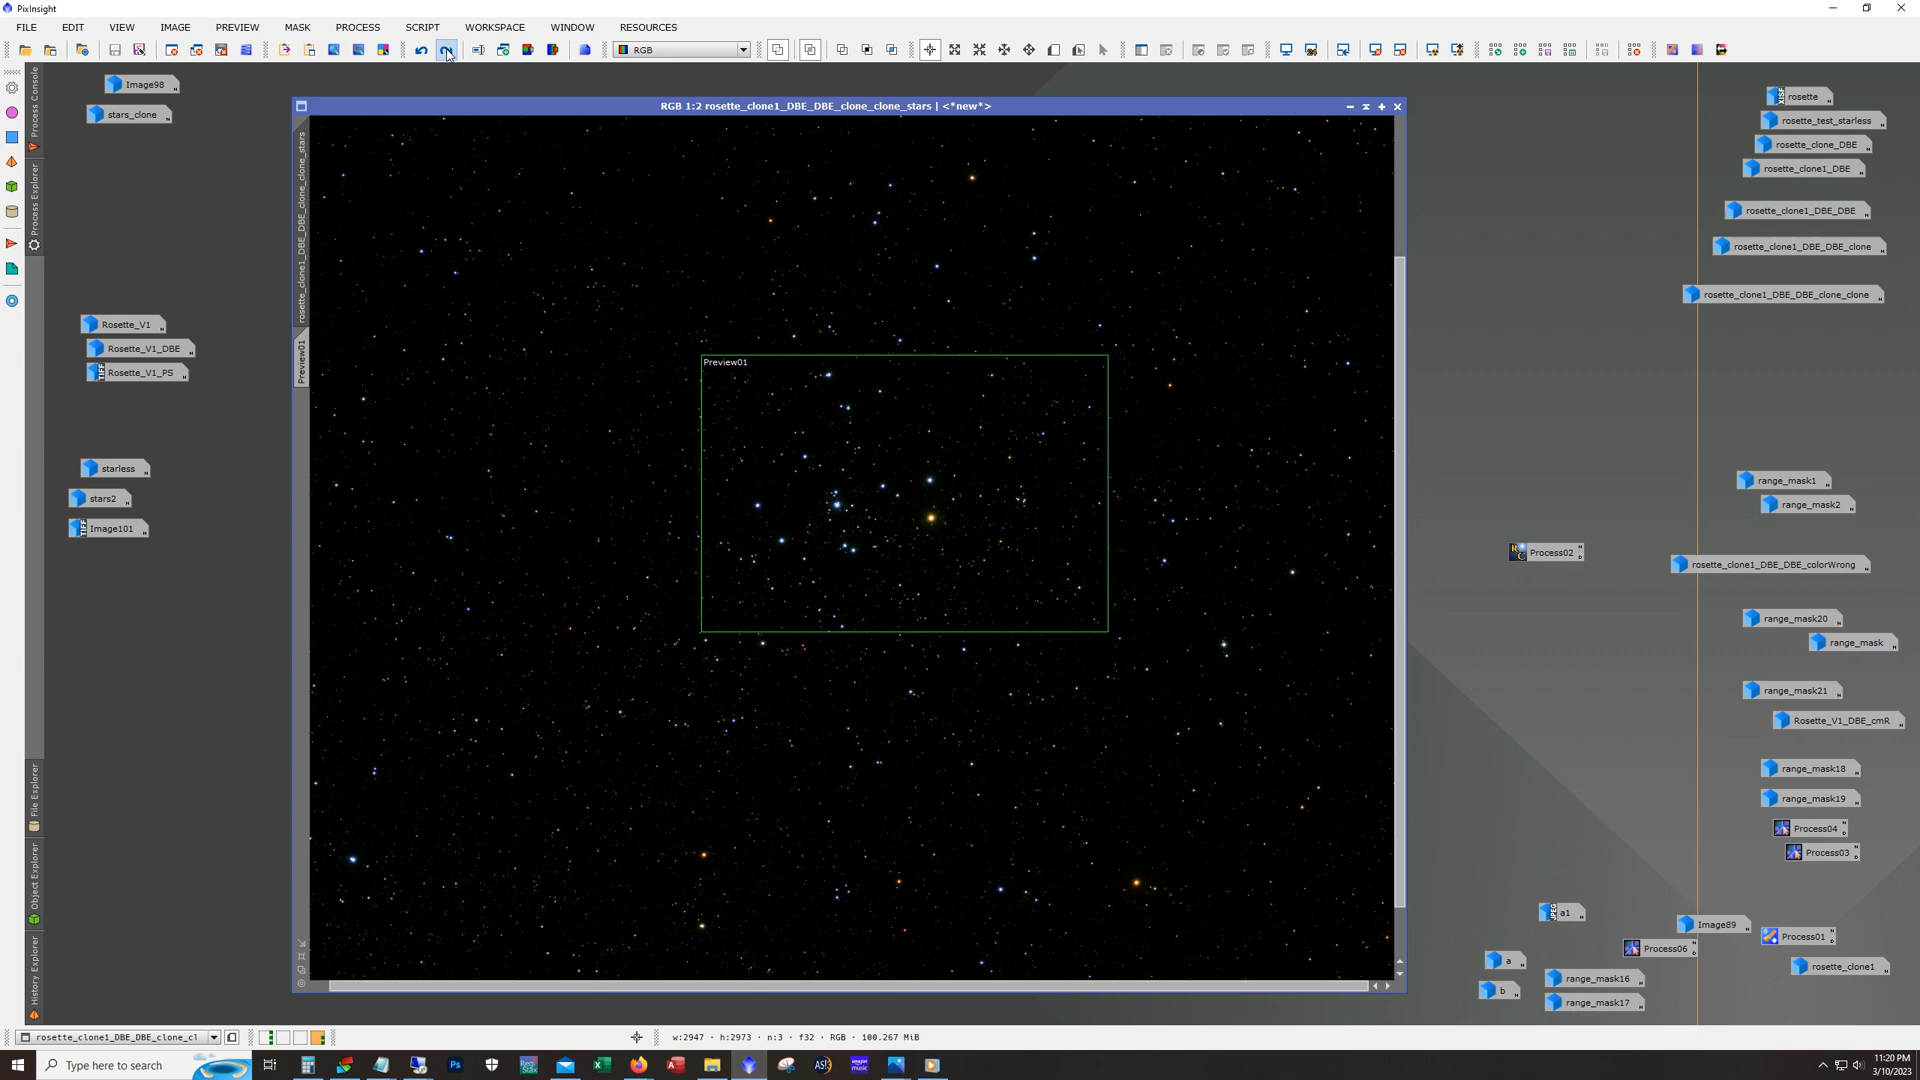 PixInsight
FILE EDIT VIEW IMAGE PREVIEW MASK PROCESS SCRIPT WORKSPACE WINDOW RESOURCES
RGB
Process Console
Process Explorer
File Explorer
Object Explorer
History Explorer
Image98
stars_clone
Rosette_V1
Rosette_V1_DBE
Rosette_V1_PS
starless
stars2
Image101
RGB 1:2 rosette_clone1_DBE_DBE_clone_clone_stars | <*new*>
rosette_clone1_DBE_DBE_clone_clone_stars
Preview01
Preview01
rosette
rosette_test_starless
rosette_clone_DBE
rosette_clone1_DBE
rosette_clone1_DBE_DBE
rosette_clone1_DBE_DBE_clone
rosette_clone1_DBE_DBE_clone_clone
range_mask1
range_mask2
Process02
rosette_clone1_DBE_DBE_colorWrong
range_mask20
range_mask
range_mask21
Rosette_V1_DBE_cmR
range_mask18
range_mask19
Process04
Process03
a1
Image89
Process01
Process06
a
rosette_clone1
range_mask16
b
range_mask17
rosette_clone1_DBE_DBE_clone_cl
w:2947 · h:2973 · n:3 · f32 · RGB · 100.267 MiB
Type here to search
11:20 PM
3/10/2023